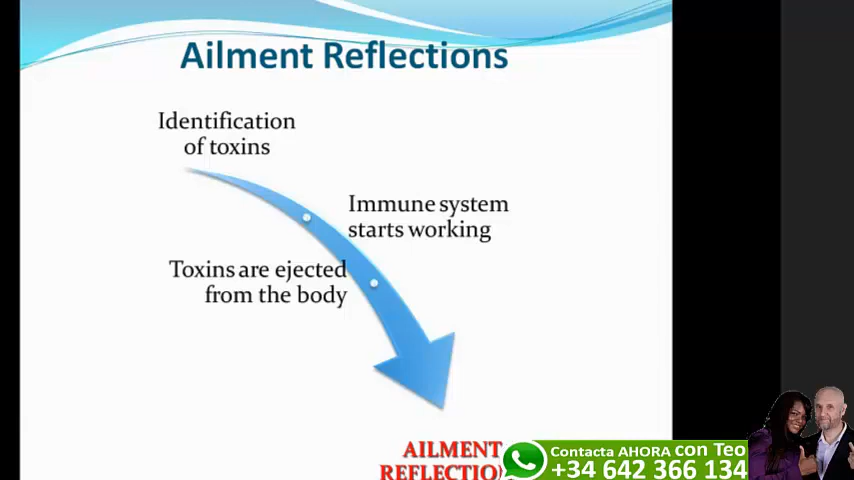 Ailment Reflections
Identification
of toxins
Immune system
starts working
Toxins are ejected
from the body
AILMENT
REFLECTIO
Contacta AHORA con Teo
+34 642 366 134